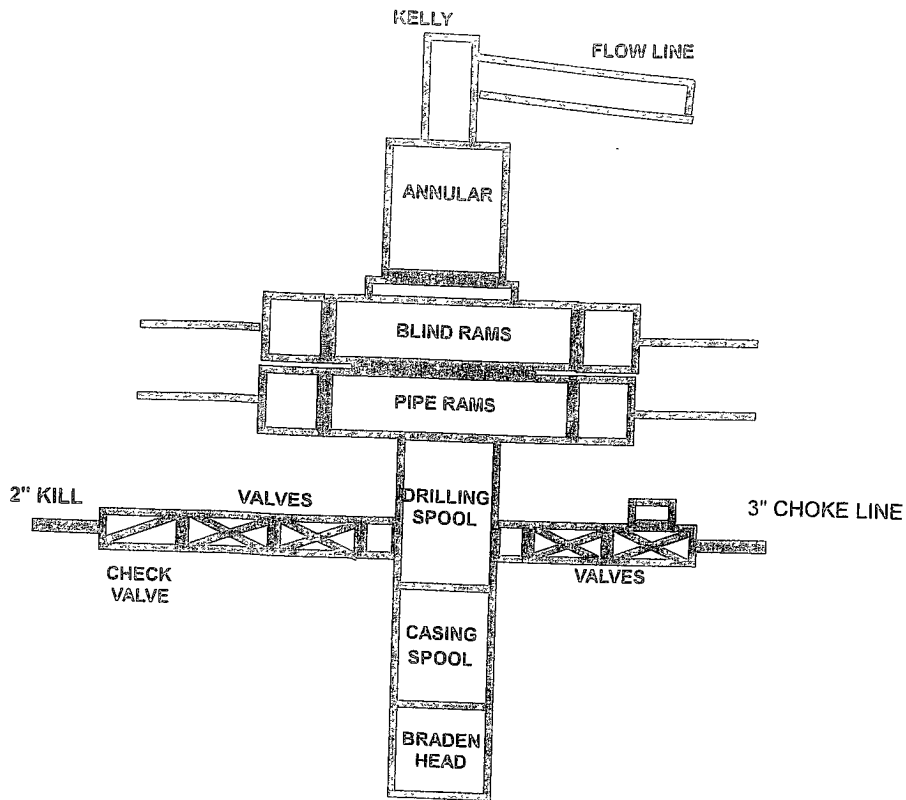 KELLY
FLOW LINE
ANNULAR
BLIND RAMS
PIPE RAMS
2" KILL
VALVES
DRILLING
SPOOL
3" CHOKE LINE
CHECK
VALVE
VALVES
CASING
SPOOL
BRADEN
HEAD